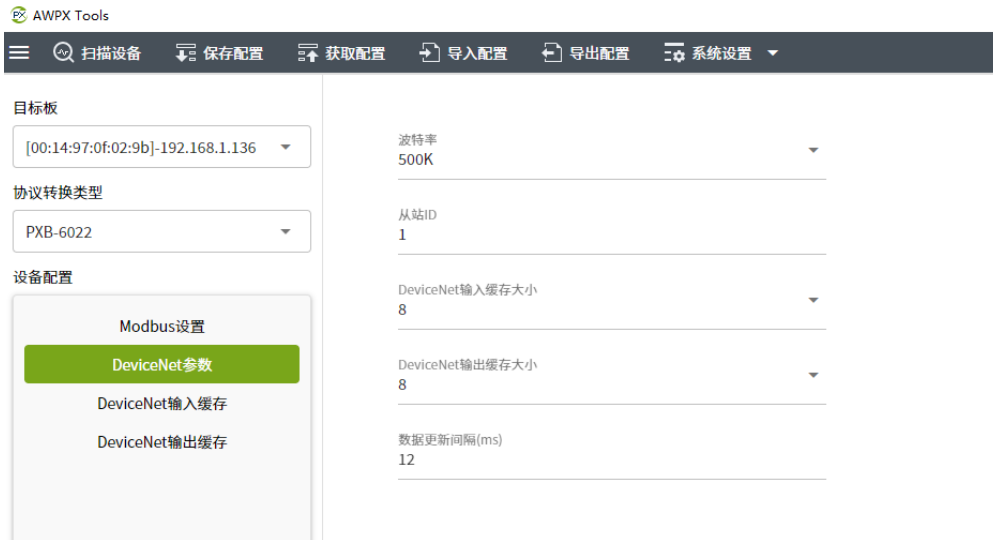 AWPX Tools
扫描设备 保存配置 获取配置 导入配置 导出配置 系统设置
目标板
[00:14:97:0f:02:9b]-192.168.1.136
协议转换类型
PXB-6022
设备配置
Modbus设置
DeviceNet参数
DeviceNet输入缓存
DeviceNet输出缓存
波特率
500K
从站ID
1
DeviceNet输入缓存大小
8
DeviceNet输出缓存大小
8
数据更新间隔(ms)
12